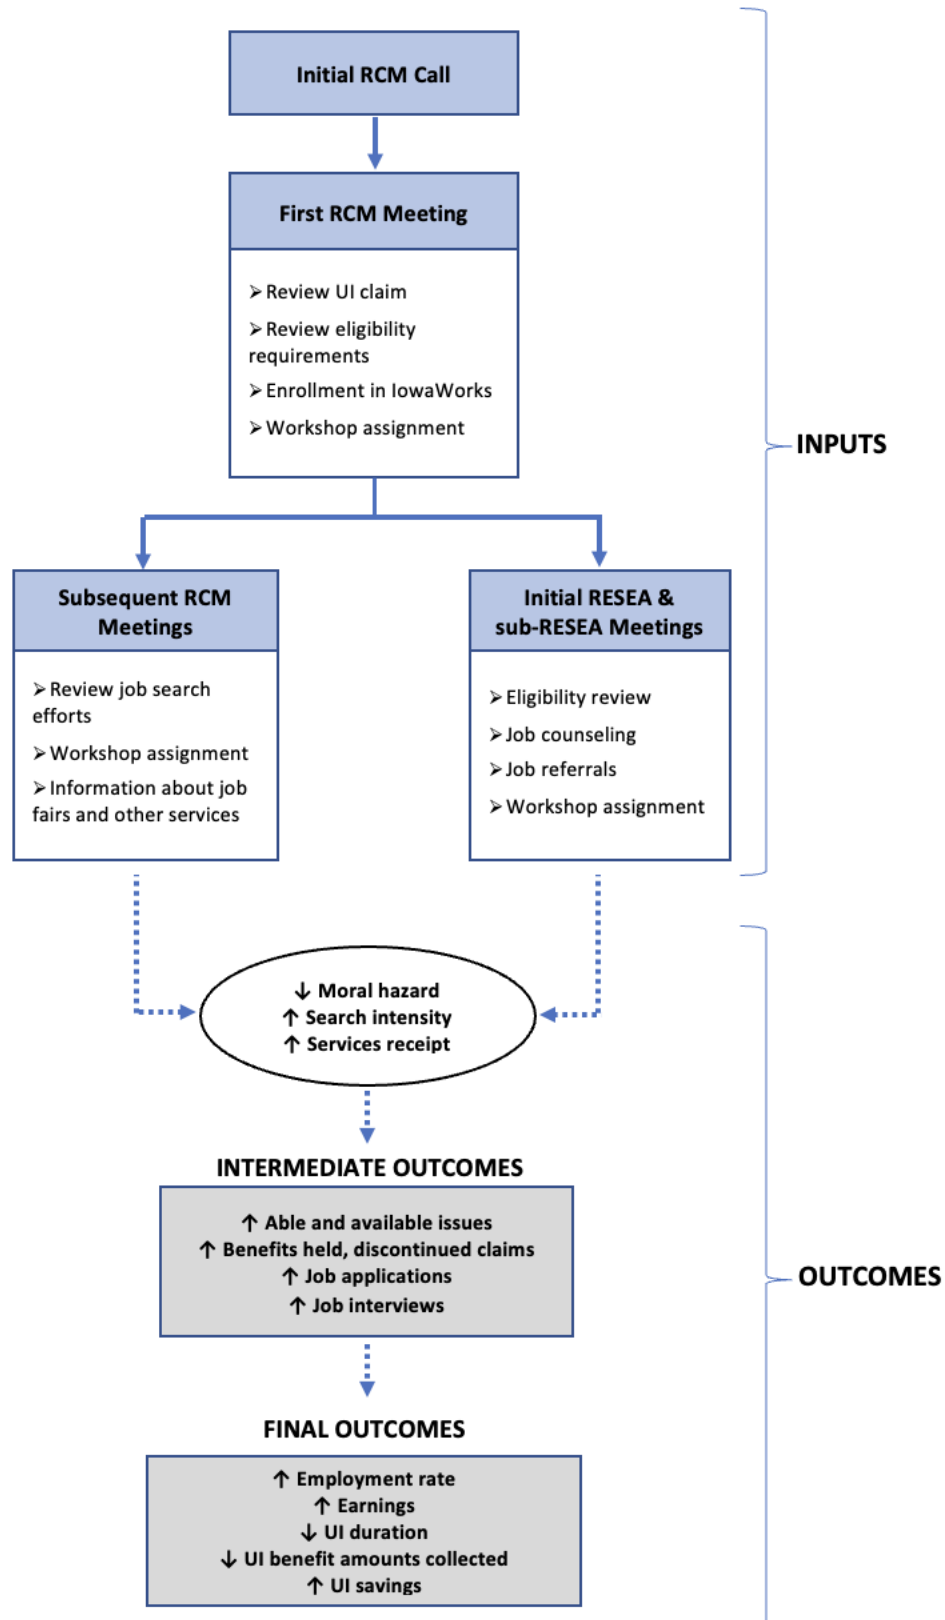 Initial RCM Call
First RCM Meeting
➢ Review UI claim
➢ Review eligibility
requirements
➢ Enrollment in IowaWorks
➢ Workshop assignment
INPUTS
Subsequent RCM
Meetings
➢ Review job search
efforts
➢ Workshop assignment
➢ Information about job
fairs and other services
Initial RESEA &
sub-RESEA Meetings
➢ Eligibility review
➢ Job counseling
➢ Job referrals
➢ Workshop assignment
↓ Moral hazard
↑ Search intensity
↑ Services receipt
INTERMEDIATE OUTCOMES
↑ Able and available issues
↑ Benefits held, discontinued claims
↑ Job applications
↑ Job interviews
OUTCOMES
FINAL OUTCOMES
↑ Employment rate
↑ Earnings
↓ UI duration
↓ UI benefit amounts collected
↑ UI savings